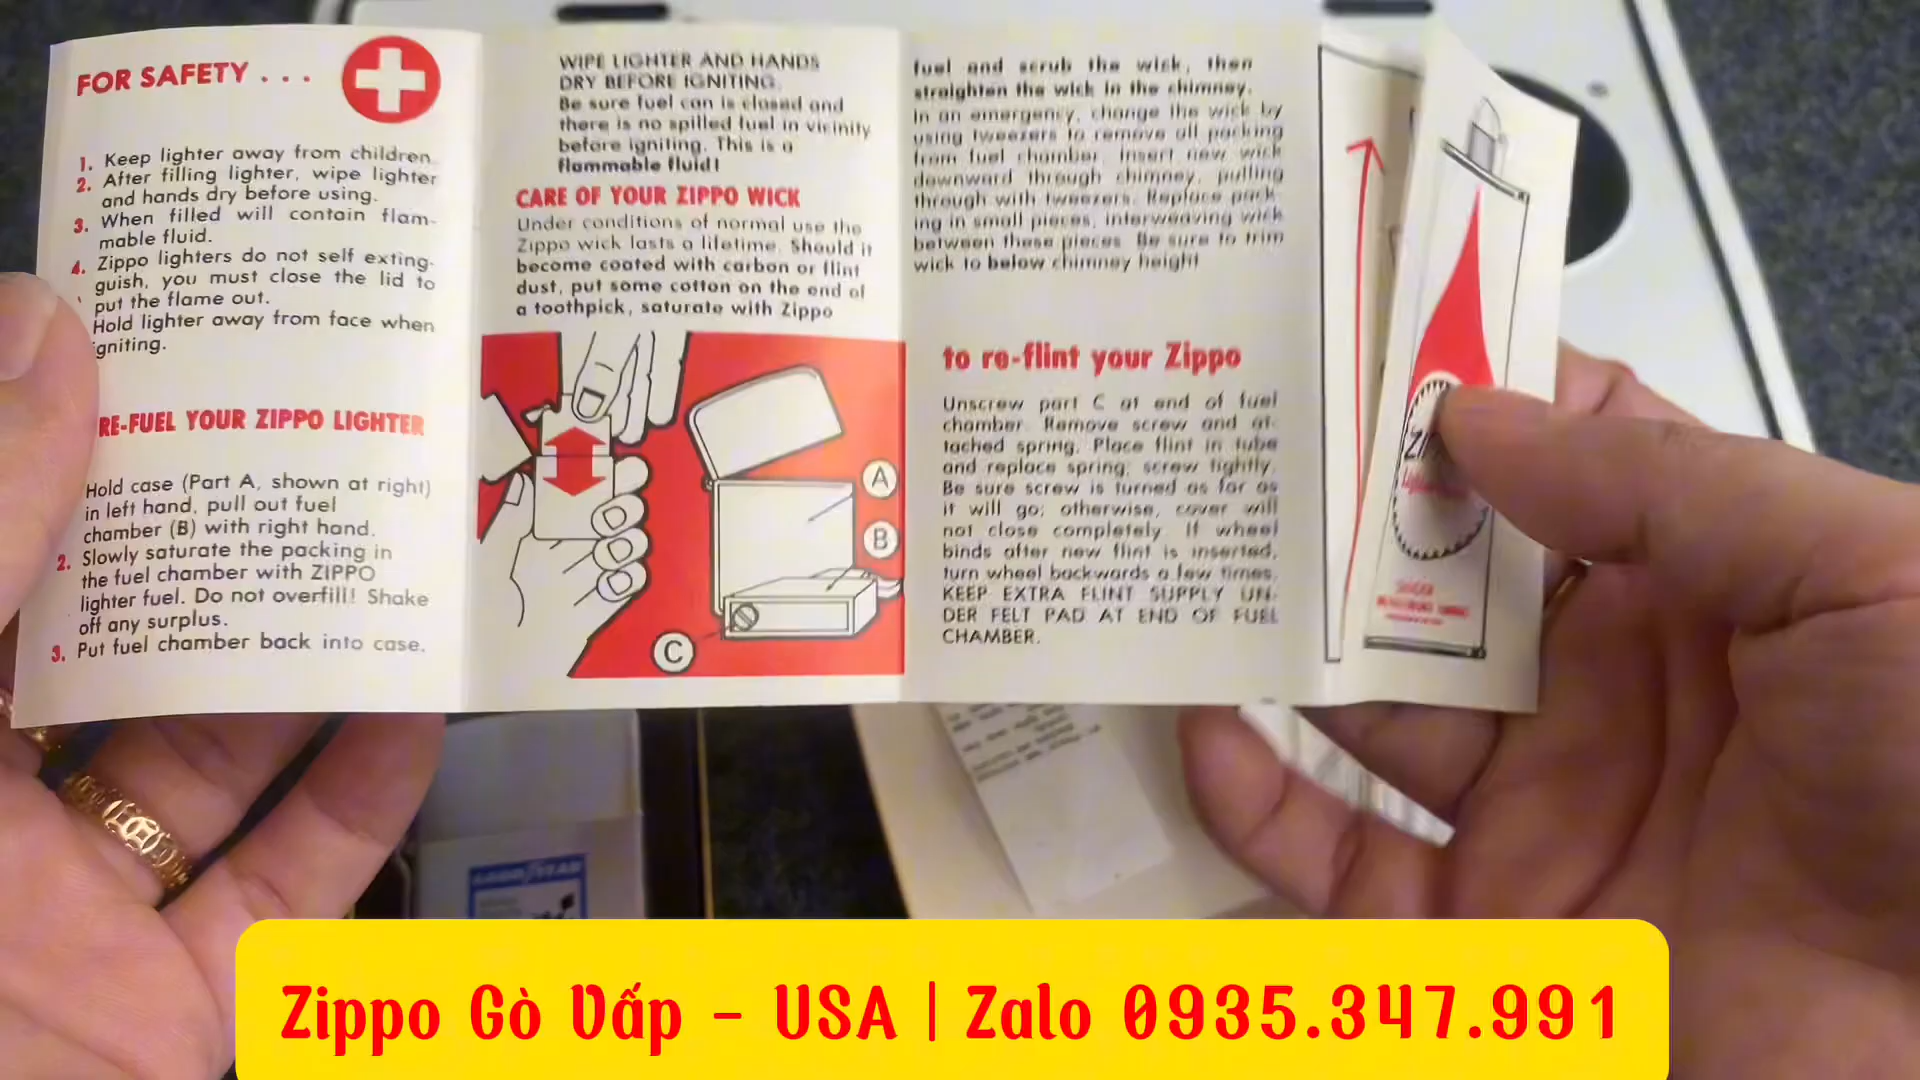 FOR SAFETY . . .
1. Keep lighter away from children.
2. After filling lighter, wipe lighter
and hands dry before using.
3. When filled will contain flam-
mable fluid.
4. Zippo lighters do not self exting-
guish, you must close the lid to
put the flame out.
Hold lighter away from face when
igniting.
RE-FUEL YOUR ZIPPO LIGHTER
Hold case (Part A, shown at right)
in left hand, pull out fuel
chamber (B) with right hand.
2. Slowly saturate the packing in
the fuel chamber with ZIPPO
lighter fuel. Do not overfill! Shake
off any surplus.
3. Put fuel chamber back into case.
WIPE LIGHTER AND HANDS
DRY BEFORE IGNITING.
Be sure fuel can is closed and
there is no spilled fuel in vicinity
before igniting. This is a
flammable fluid!
CARE OF YOUR ZIPPO WICK
Under conditions of normal use the
Zippo wick lasts a lifetime. Should it
become coated with carbon or flint
dust, put some cotton on the end of
a toothpick, saturate with Zippo
A
B
C
fuel and scrub the wick, then
straighten the wick in the chimney.
In an emergency, change the wick by
using tweezers to remove all packing
from fuel chamber. Insert new wick
downward through chimney, pulling
through with tweezers. Replace pack-
ing in small pieces, interweaving wick
between these pieces. Be sure to trim
wick to below chimney height
to re-flint your Zippo
Unscrew part C at end of fuel
chamber. Remove screw and at-
tached spring. Place flint in tube
and replace spring; screw tightly.
Be sure screw is turned as far as
it will go; otherwise, cover will
not close completely. If wheel
binds after new flint is inserted,
turn wheel backwards a few times.
KEEP EXTRA FLINT SUPPLY UN-
DER FELT PAD AT END OF FUEL
CHAMBER.
GOODYEAR
Zippo Gò Vấp - USA | Zalo 0935.347.991